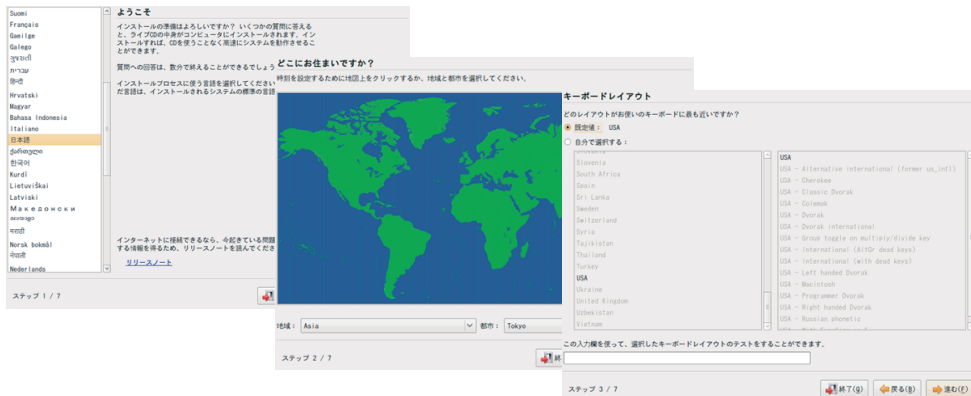 Suomi
Français
Gaeilge
Galego
ગુજરાતી
עברית
हिन्दी
Hrvatski
Magyar
Bahasa Indonesia
Italiano
日本語
ქართული
한국어
Kurdî
Lietuviškai
Latviski
Македонски
മലയാളം
मराठी
Norsk bokmål
नेपाली
Nederlands
ステップ 1 / 7
ようこそ
インストールの準備はよろしいですか? いくつかの質問に答える
と、ライブCDの中身がコンピュータにインストールされます。イン
ストールすれば、CDを使うことなく高速にシステムを動作させるこ
とができます。
質問への回答は、数分で終えることができるでしょう
インストールプロセスに使う言語を選択してください
だ言語は、インストールされるシステムの標準の言語
インターネットに接続できるなら、今起きている問題
する情報を得るため、リリースノートを読んでくださ
リリースノート
どこにお住まいですか?
時刻を設定するために地図上をクリックするか、地域と都市を選択してください。
地域: Asia
都市: Tokyo
ステップ 2 / 7
終
キーボードレイアウト
どのレイアウトがお使いのキーボードに最も近いですか?
既定値: USA
自分で選択する:
Slovenia
South Africa
Spain
Sri Lanka
Sweden
Switzerland
Syria
Tajikistan
Thailand
Turkey
USA
Ukraine
United Kingdom
Uzbekistan
Vietnam
USA
USA - Alternative international (former us_intl)
USA - Cherokee
USA - Classic Dvorak
USA - Colemak
USA - Dvorak
USA - Dvorak international
USA - Group toggle on multiply/divide key
USA - International (AltGr dead keys)
USA - International (with dead keys)
USA - Left handed Dvorak
USA - Macintosh
USA - Programmer Dvorak
USA - Right handed Dvorak
USA - Russian phonetic
この入力欄を使って、選択したキーボードレイアウトのテストをすることができます。
ステップ 3 / 7
終了(Q)
戻る(B)
進む(F)